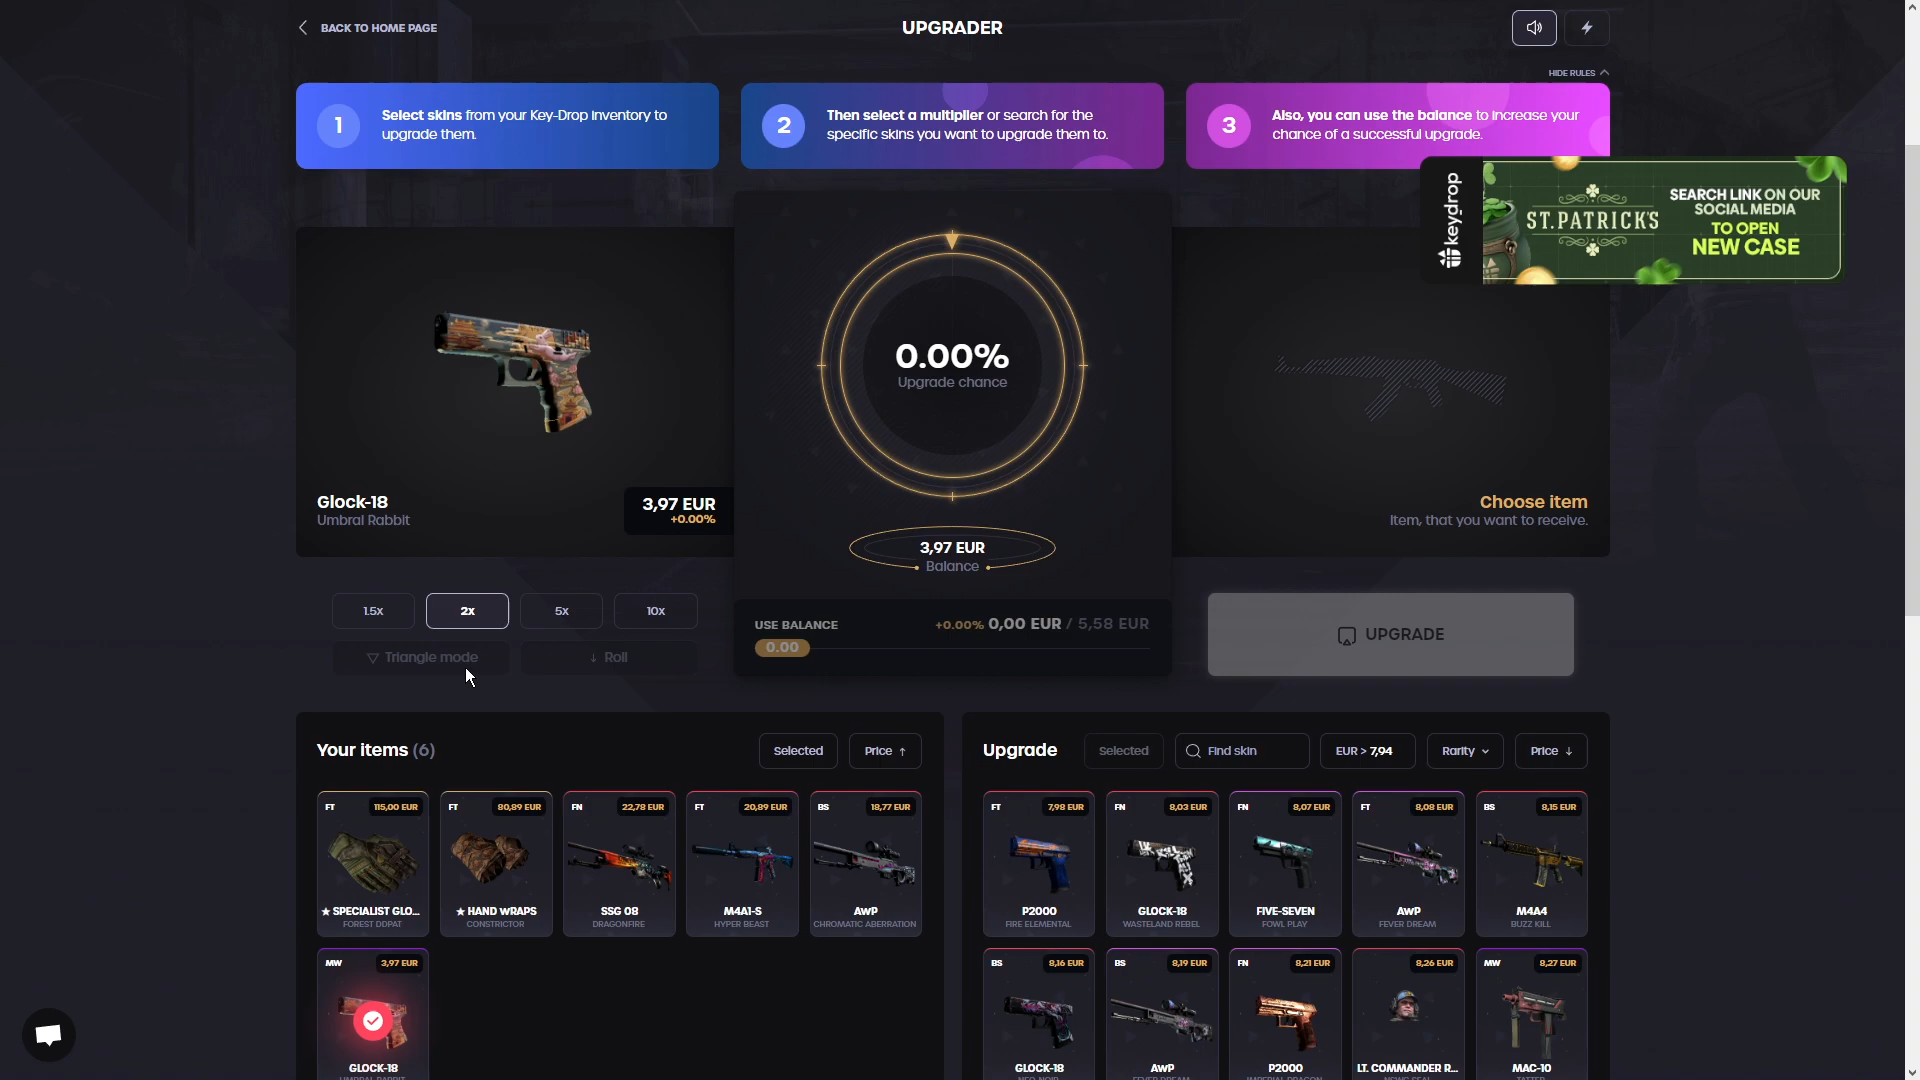 BACK TO HOME PAGE
UPGRADER
HIDE RULES
1
Select skins from your Key-Drop inventory to
upgrade them.
2
Then select a multiplier or search for the
specific skins you want to upgrade them to.
3
Also, you can use the balance to increase your
chance of a successful upgrade.
keydrop
ST. PATRICK'S
SEARCH LINK ON OUR
SOCIAL MEDIA
TO OPEN
NEW CASE
0.00%
Upgrade chance
Glock-18
Umbral Rabbit
3,97 EUR
+0.00%
Choose item
Item, that you want to receive.
3,97 EUR
Balance
1.5x
2x
5x
10x
Triangle mode
Roll
USE BALANCE
+0.00% 0,00 EUR / 5,58 EUR
0.00
UPGRADE
Your items (6)
Selected
Price
FT
115,00 EUR
★ SPECIALIST GLO...
FOREST DDPAT
FT
80,89 EUR
★ HAND WRAPS
CONSTRICTOR
FN
22,78 EUR
SSG 08
DRAGONFIRE
FT
20,89 EUR
M4A1-S
HYPER BEAST
BS
18,77 EUR
AWP
CHROMATIC ABERRATION
MW
3,97 EUR
GLOCK-18
UMBRAL RABBIT
Upgrade
Selected
Find skin
EUR > 7,94
Rarity
Price
FT
7,98 EUR
P2000
FIRE ELEMENTAL
FN
8,03 EUR
GLOCK-18
WASTELAND REBEL
FN
8,07 EUR
FIVE-SEVEN
FOWL PLAY
FT
8,08 EUR
AWP
FEVER DREAM
BS
8,15 EUR
M4A4
BUZZ KILL
BS
8,16 EUR
GLOCK-18
NEO-NOIR
BS
8,19 EUR
AWP
FEVER DREAM
FN
8,21 EUR
P2000
IMPERIAL DRAGON
8,26 EUR
LT. COMMANDER R...
NSWC SEAL
MW
8,27 EUR
MAC-10
TATTER